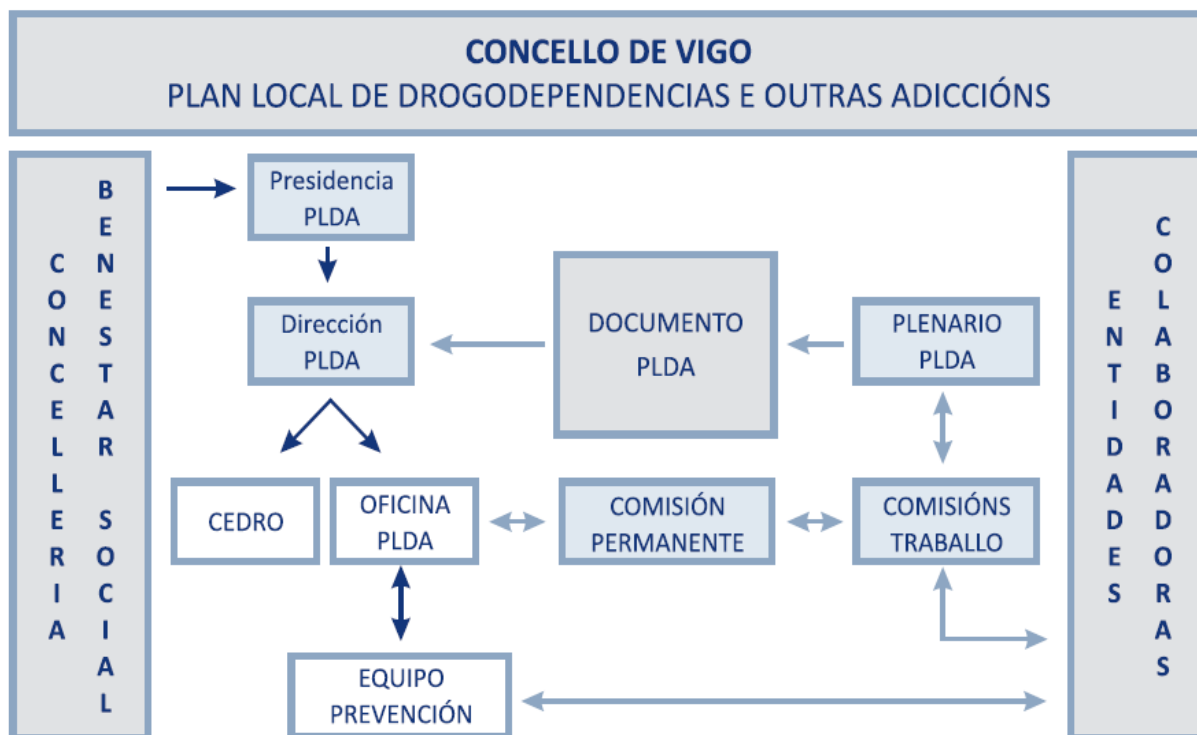 CONCELLO DE VIGO
PLAN LOCAL DE DROGODEPENDENCIAS E OUTRAS ADICCIÓNS
CONCELLERIA
BENESTAR SOCIAL
Presidencia
PLDA
Dirección
PLDA
DOCUMENTO
PLDA
PLENARIO
PLDA
CEDRO
OFICINA
PLDA
COMISIÓN
PERMANENTE
COMISIÓNS
TRABALLO
EQUIPO
PREVENCIÓN
ENTIDADES
COLABORADORAS